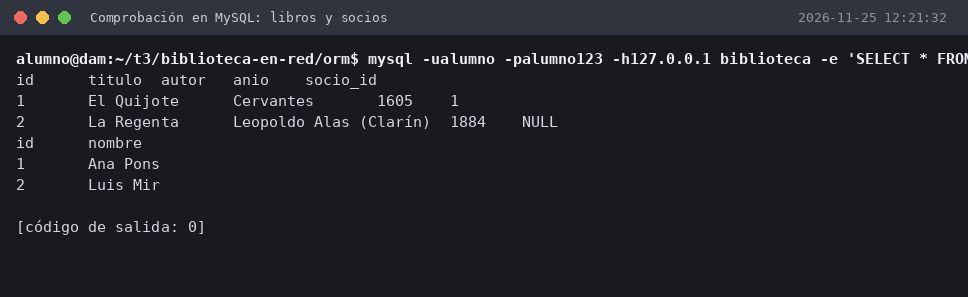 Comprobación en MySQL: libros y socios
2026-11-25 12:21:32
alumno@dam:~/t3/biblioteca-en-red/orm$ mysql -ualumno -palumno123 -h127.0.0.1 biblioteca -e 'SELECT * FROM
id titulo autor anio socio_id
1 El Quijote Cervantes 1605 1
2 La Regenta Leopoldo Alas (Clarín) 1884 NULL
id nombre
1 Ana Pons
2 Luis Mir
[código de salida: 0]